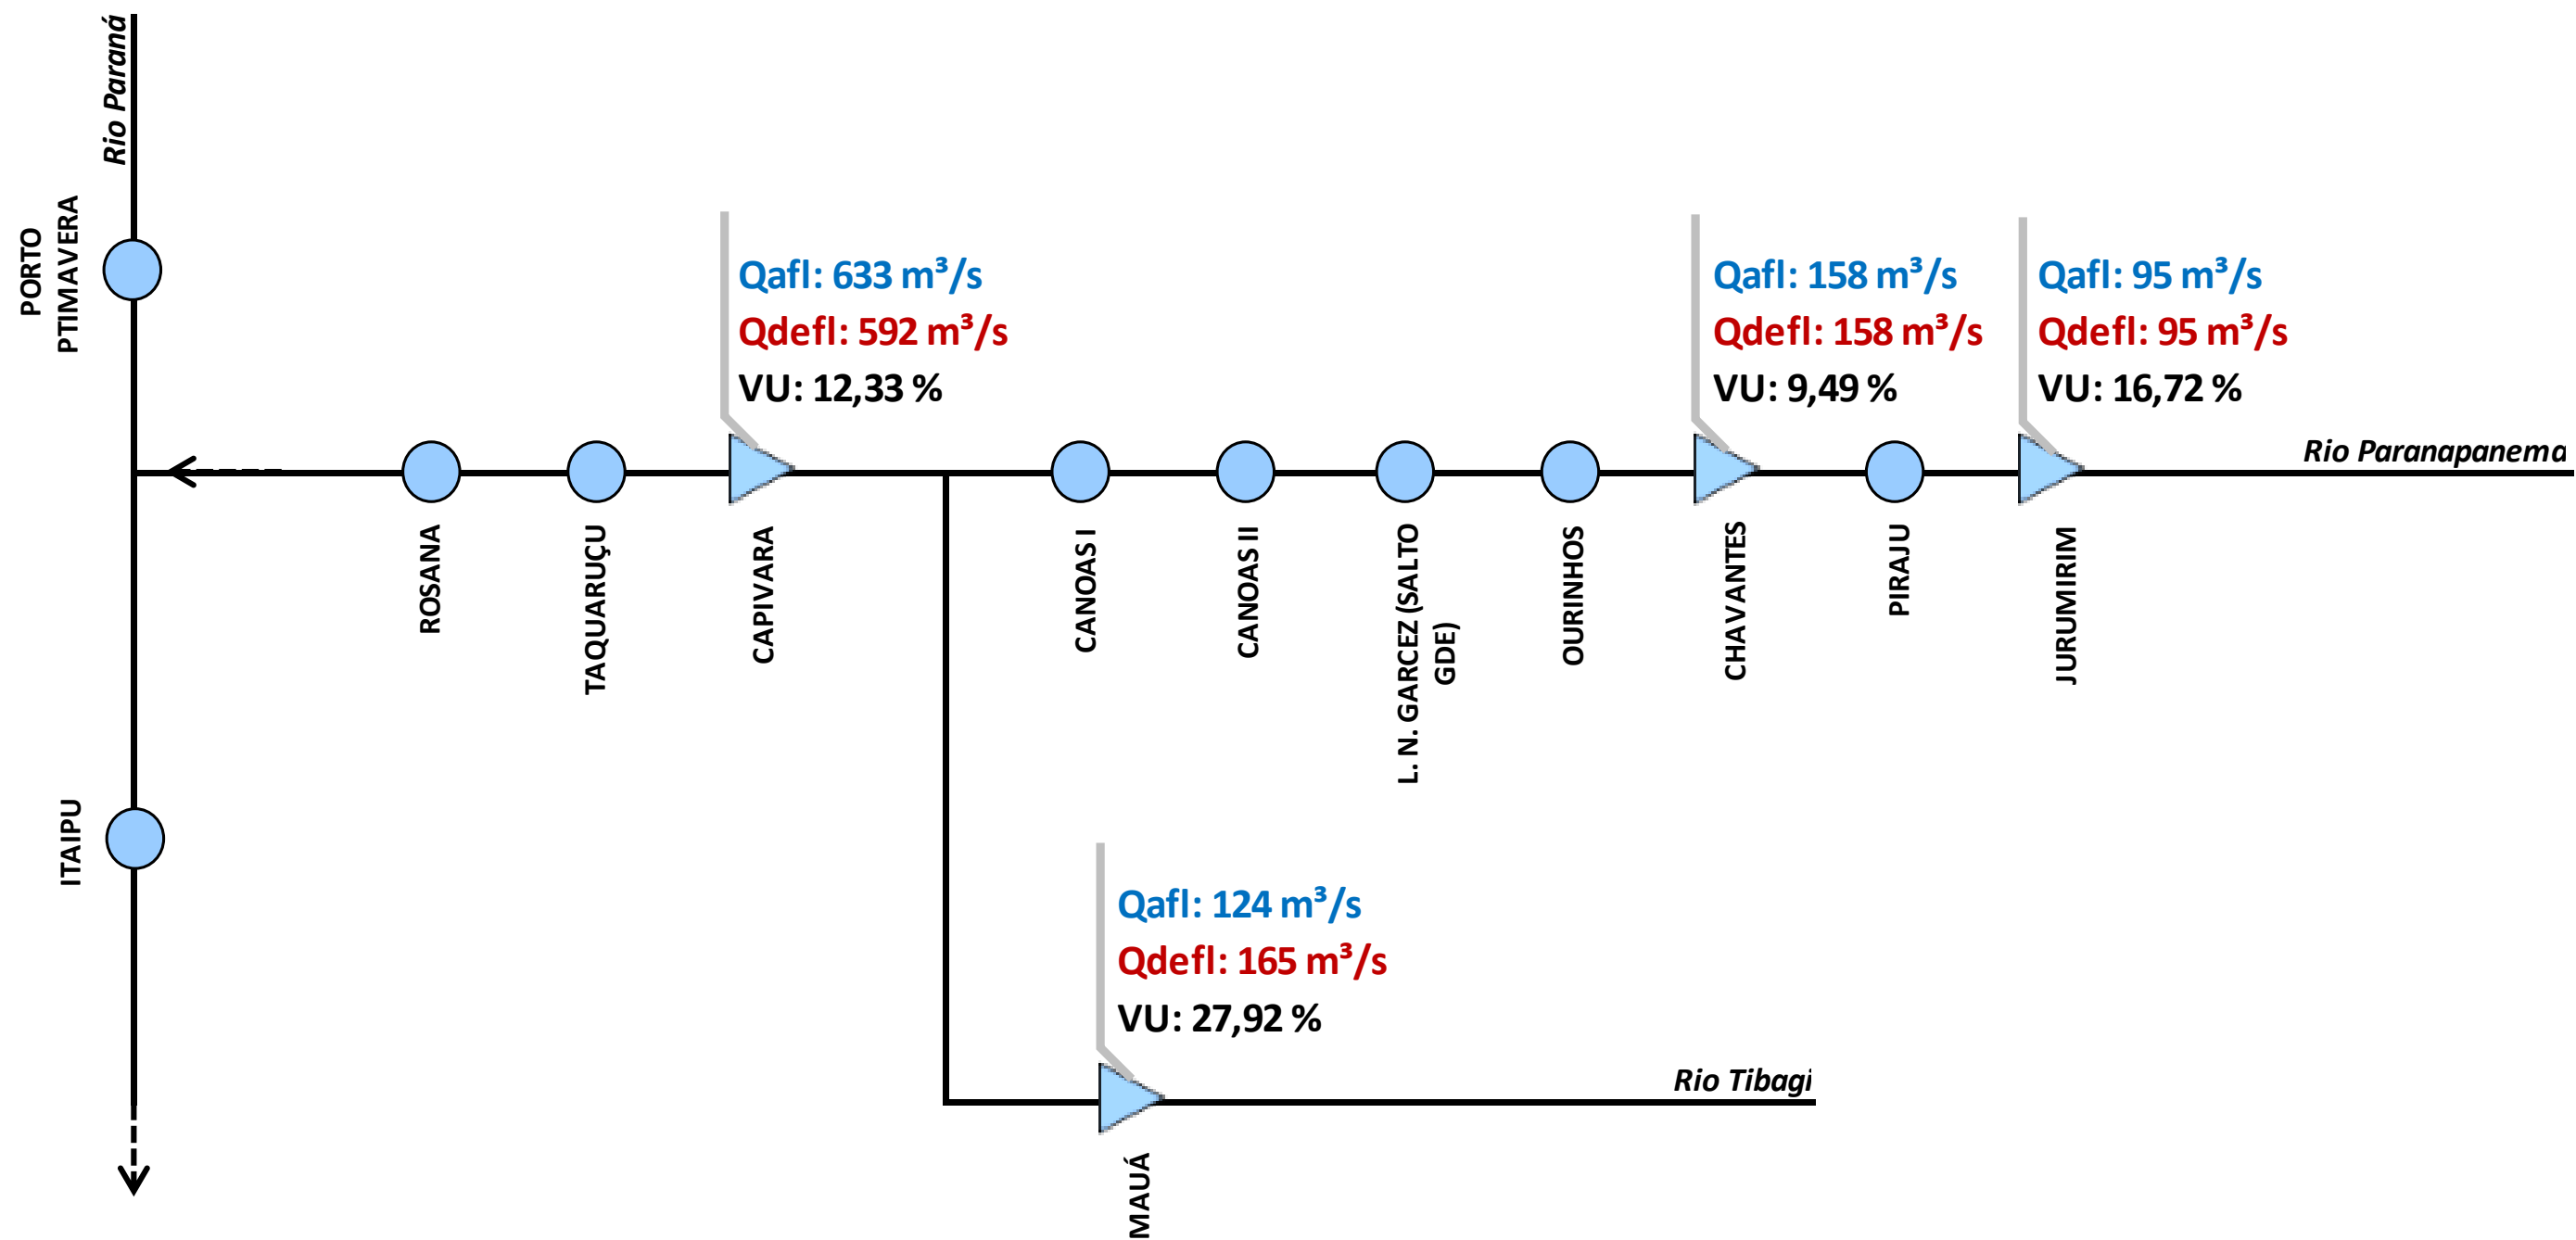 Rio Paraná
PORTO
PTIMAVERA
Qafl: 633 m³/s
Qdefl: 592 m³/s
VU: 12,33 %
Qafl: 158 m³/s
Qdefl: 158 m³/s
VU: 9,49 %
Qafl: 95 m³/s
Qdefl: 95 m³/s
VU: 16,72 %
Rio Paranapanema
ROSANA
TAQUARUÇU
CAPIVARA
CANOAS I
CANOAS II
L. N. GARCEZ (SALTO
GDE)
OURINHOS
CHAVANTES
PIRAJU
JURUMIRIM
ITAIPU
Qafl: 124 m³/s
Qdefl: 165 m³/s
VU: 27,92 %
Rio Tibagi
MAUÁ